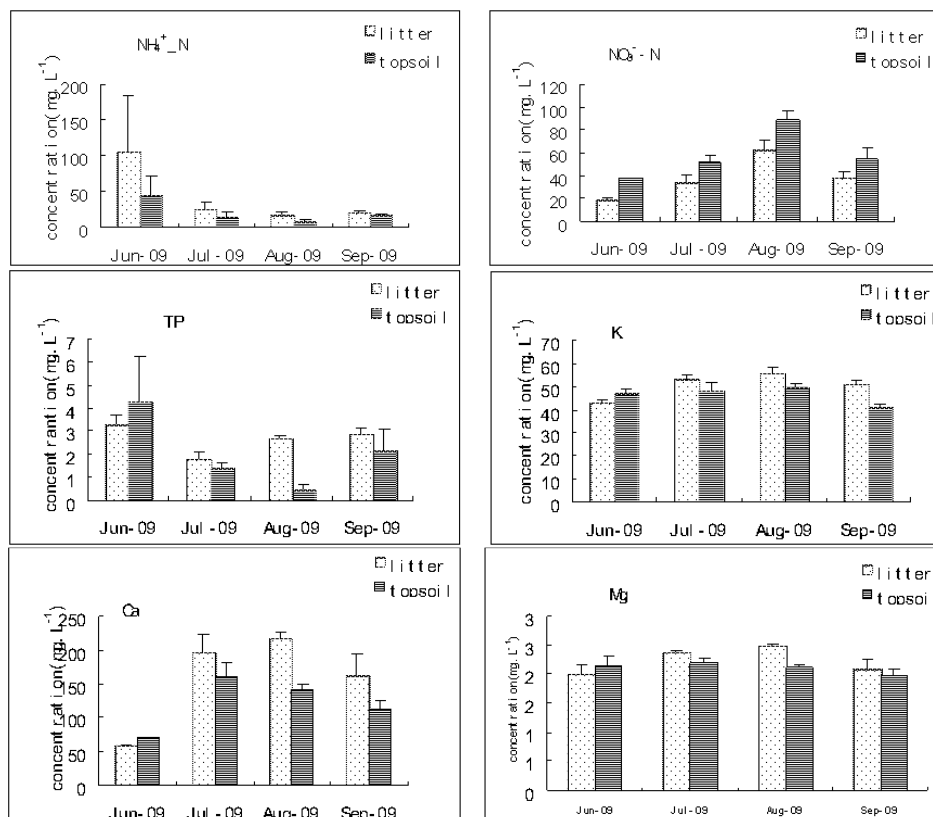 NH₄⁺_N
litter
topsoil
concentration(mg. L⁻¹)
200
150
100
50
0
Jun-09 Jul-09 Aug-09 Sep-09
NO₃⁻-N
litter
topsoil
concentration(mg. L⁻¹)
120
100
80
60
40
20
0
Jun-09 Jul-09 Aug-09 Sep-09
TP
litter
topsoil
concentrantion(mg. L⁻¹)
7
6
5
4
3
2
1
0
Jun-09 Jul-09 Aug-09 Sep-09
K
litter
topsoil
concentration(mg. L⁻¹)
70
60
50
40
30
20
10
0
Jun-09 Jul-09 Aug-09 Sep-09
Ca
litter
topsoil
concentration(mg. L⁻¹)
250
200
150
100
50
0
Jun-09 Jul-09 Aug-09 Sep-09
Mg
litter
topsoil
concentration(mg. L⁻¹)
3
3
2
2
1
1
0
Jun-09 Jul-09 Aug-09 Sep-09